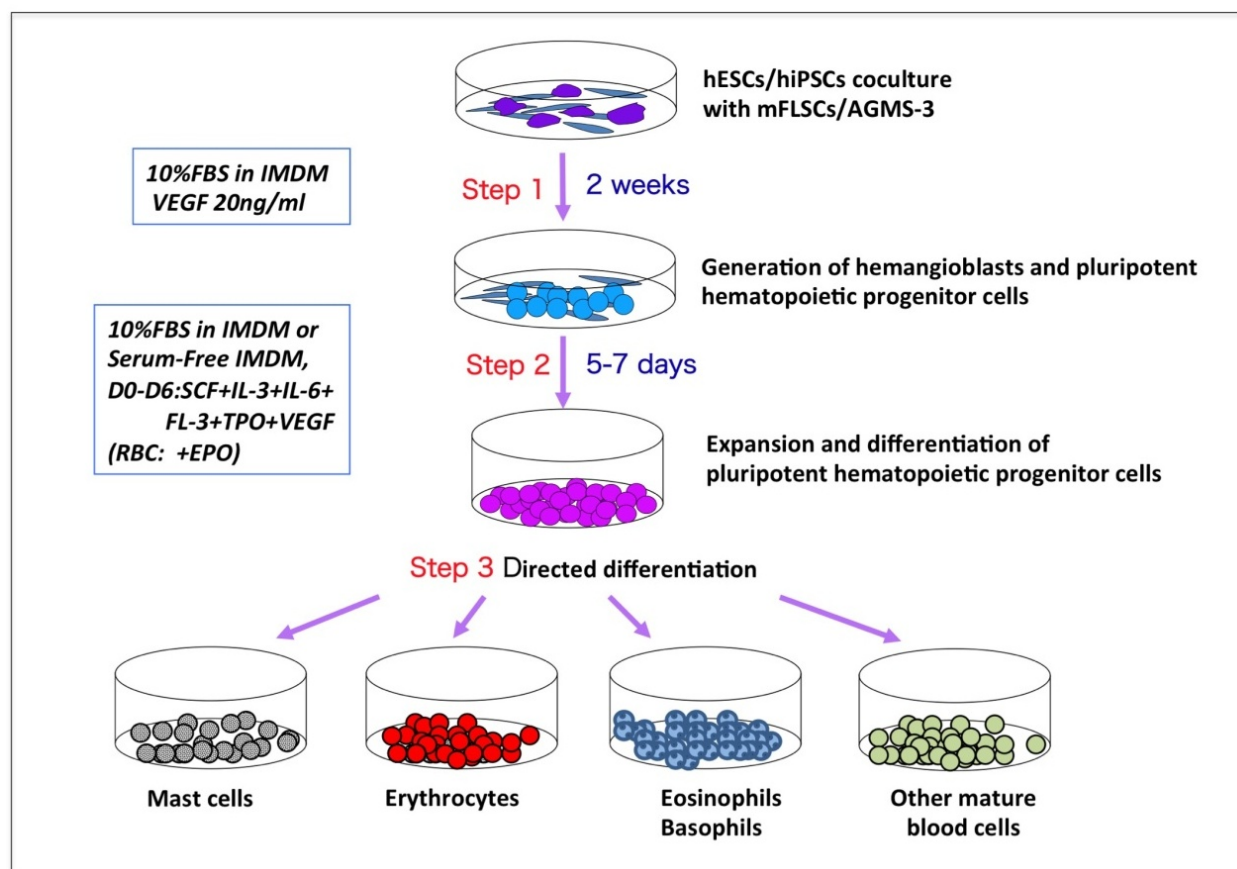 hESCs/hiPSCs coculture
with mFLSCs/AGMS-3
10%FBS in IMDM
VEGF 20ng/ml
Step 1
2 weeks
Generation of hemangioblasts and pluripotent
hematopoietic progenitor cells
10%FBS in IMDM or
Serum-Free IMDM,
D0-D6:SCF+IL-3+IL-6+
FL-3+TPO+VEGF
(RBC: +EPO)
Step 2
5-7 days
Expansion and differentiation of
pluripotent hematopoietic progenitor cells
Step 3 Directed differentiation
Mast cells
Erythrocytes
Eosinophils
Basophils
Other mature
blood cells